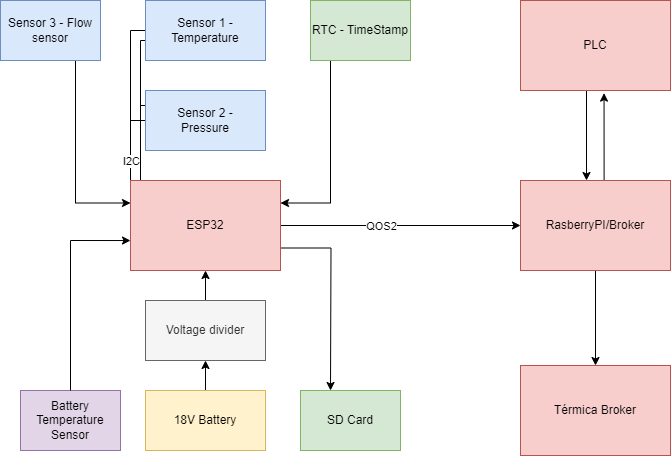 Sensor 3 - Flow
sensor
Sensor 1 -
Temperature
RTC - TimeStamp
PLC
Sensor 2 -
Pressure
I2C
ESP32
QOS2
RasberryPI/Broker
Voltage divider
Battery
Temperature
Sensor
18V Battery
SD Card
Térmica Broker